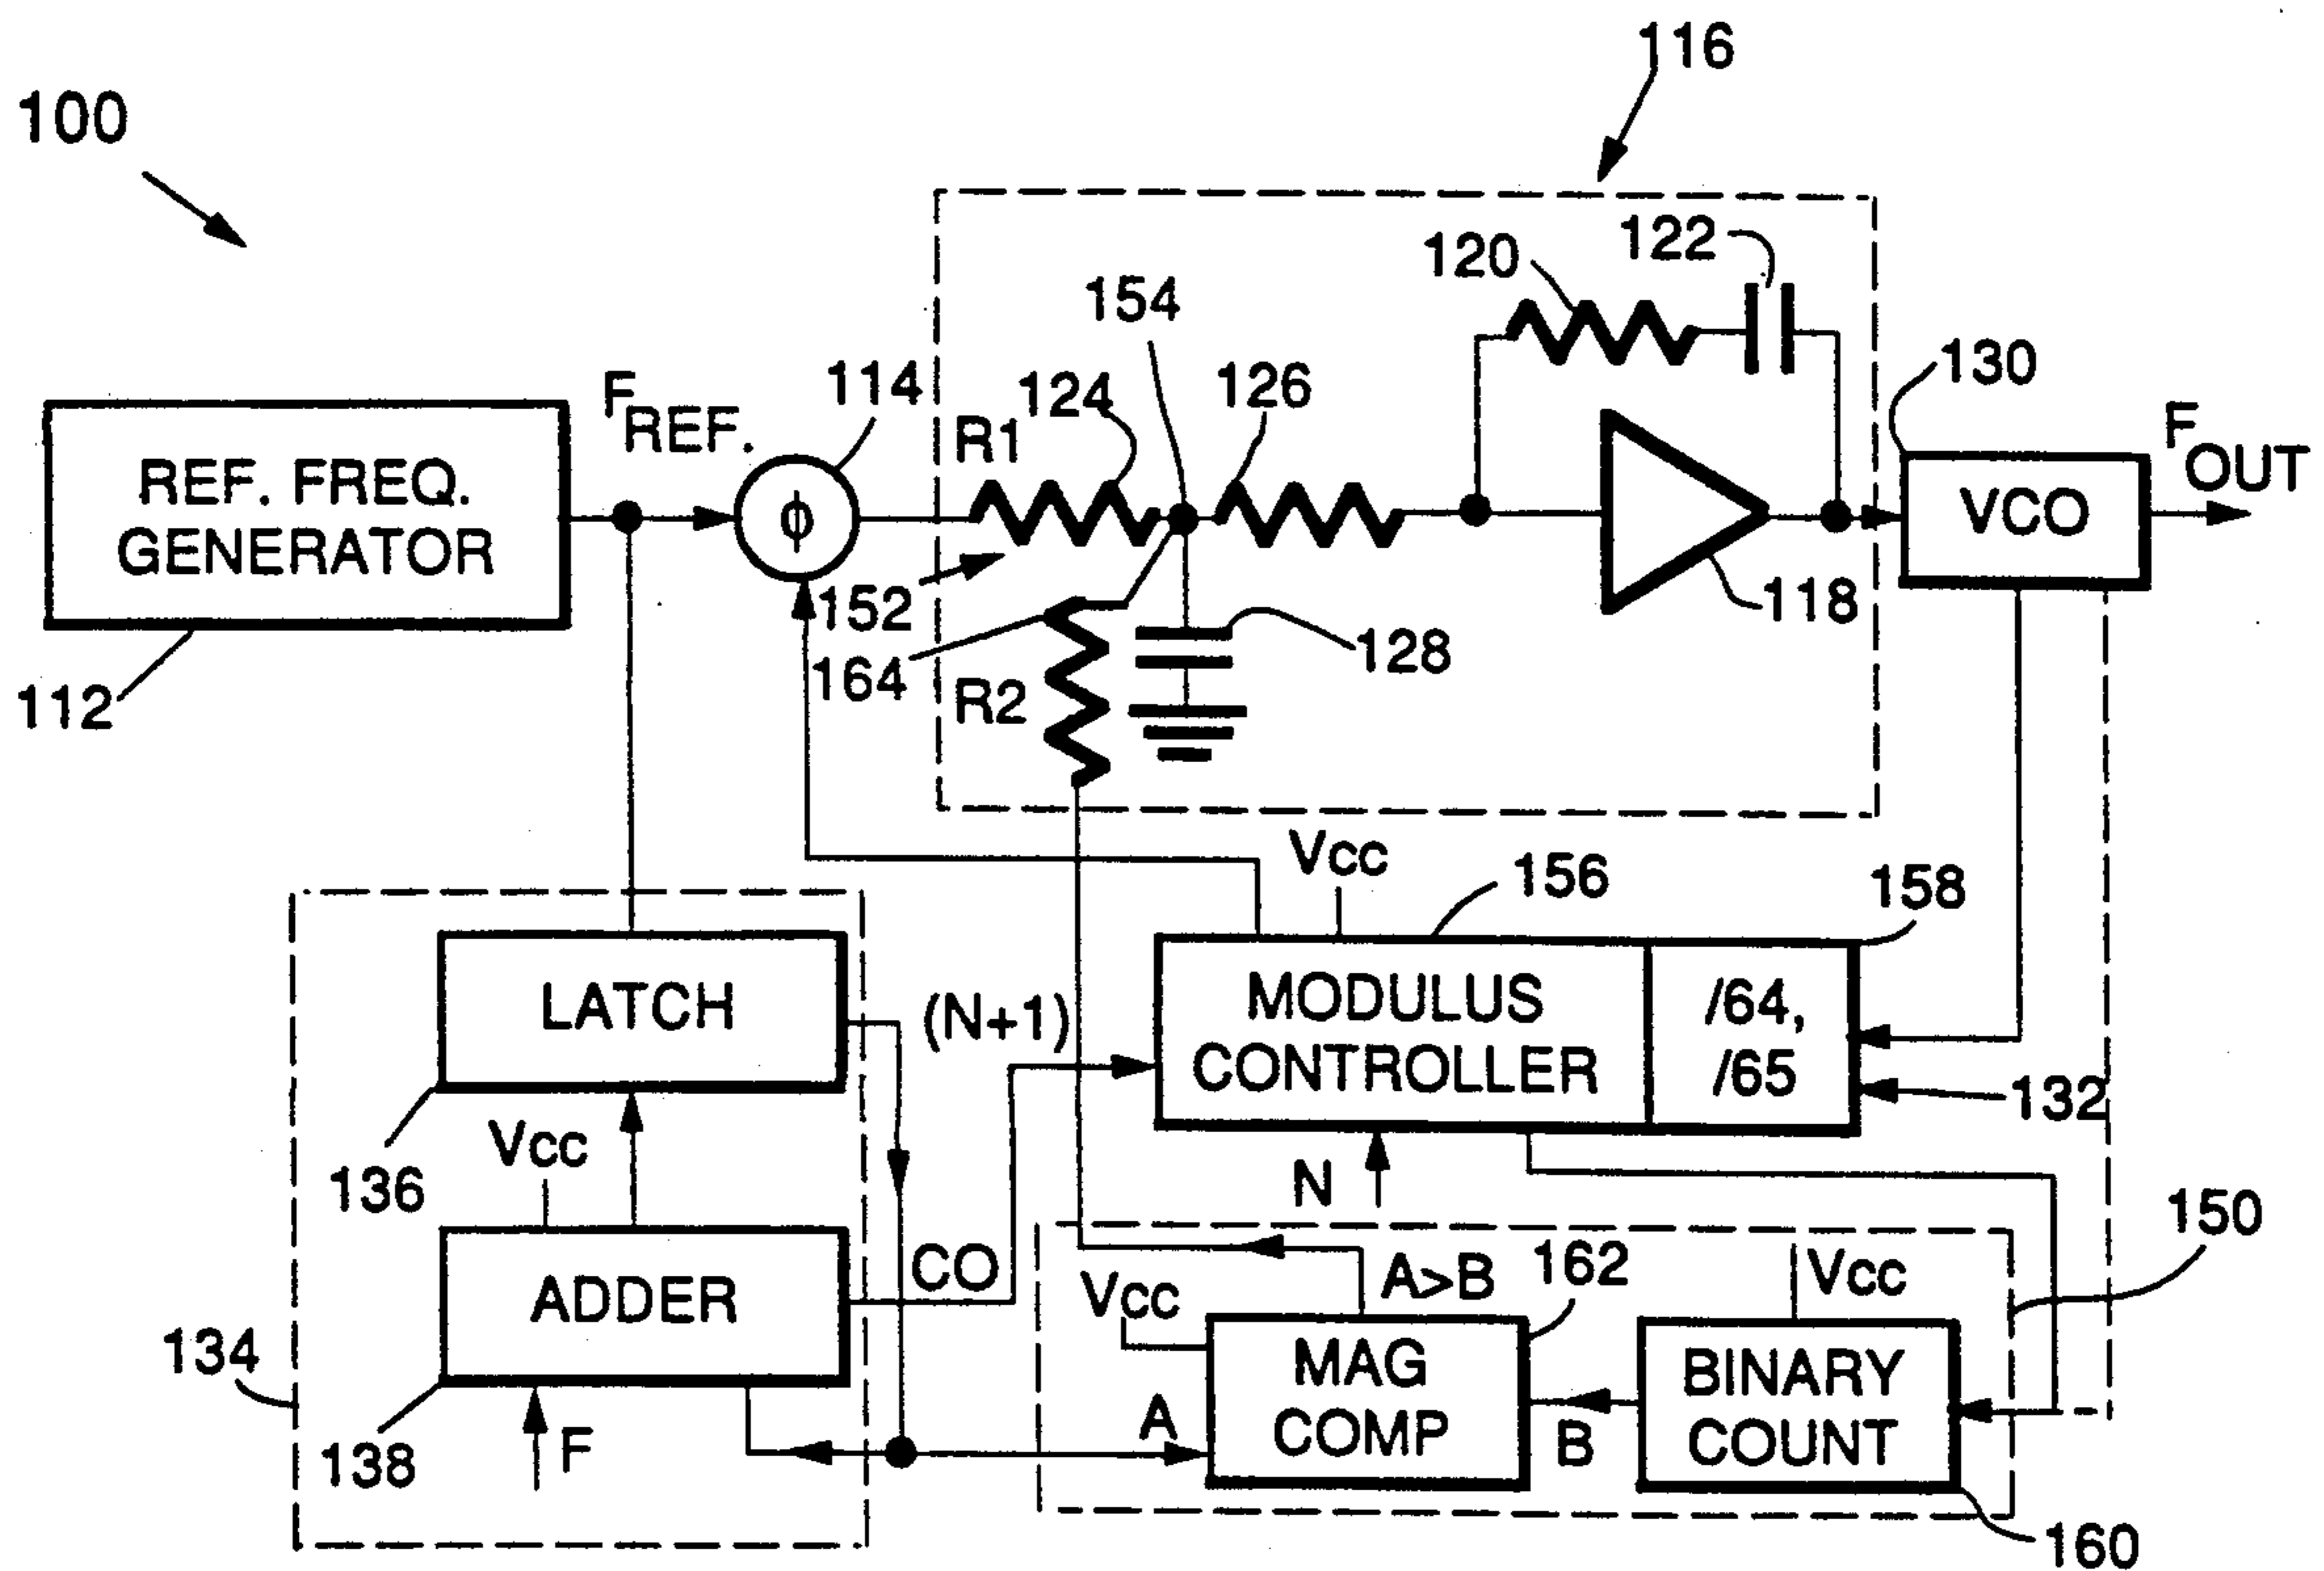 116
100
120
122
154
130
F REF.
114
R1
124
126
F OUT
REF. FREQ.
GENERATOR
ϕ
VCO
152
118
164
128
R2
112
Vcc
156
158
LATCH
(N+1)
MODULUS
CONTROLLER
/64,
/65
132
Vcc
136
N
150
CO
A>B
162
Vcc
Vcc
ADDER
134
MAG
COMP
BINARY
COUNT
A
B
138
F
160